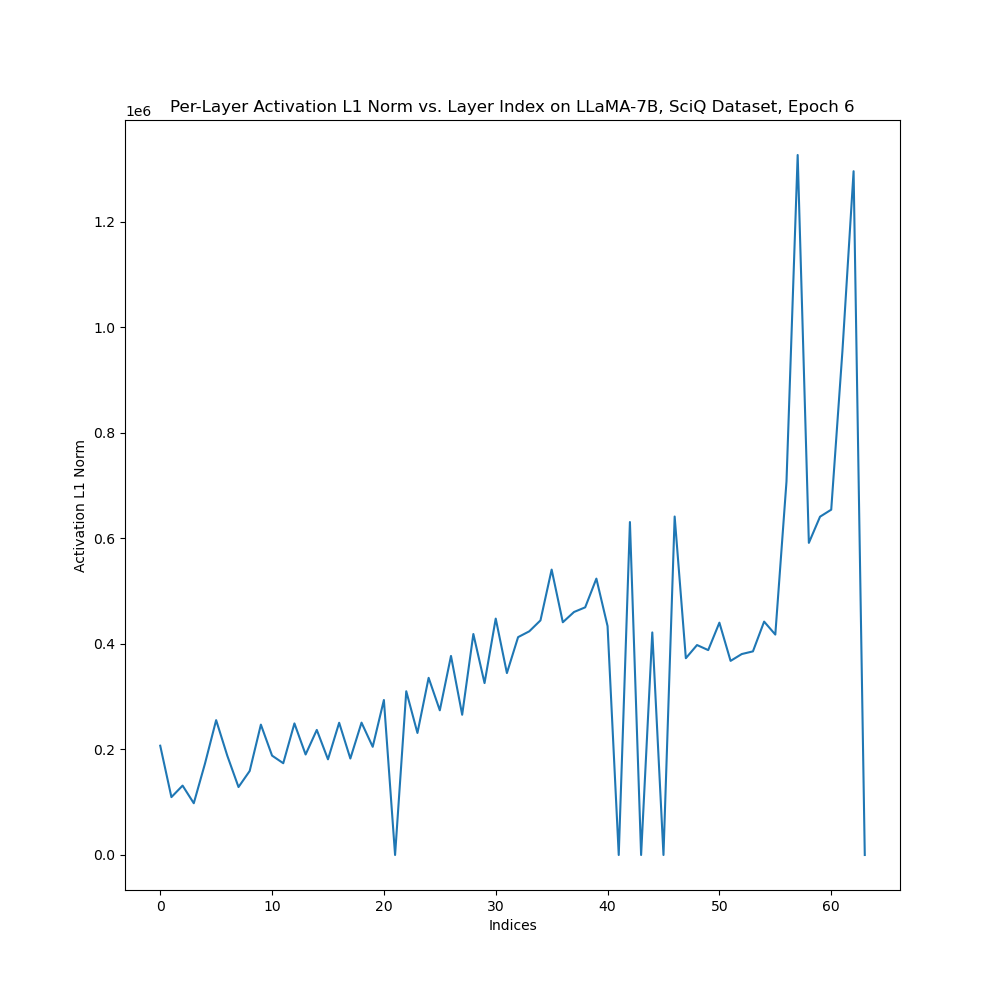 Per-Layer Activation L1 Norm vs. Layer Index on LLaMA-7B, SciQ Dataset, Epoch 6
1e6
1.2
1.0
0.8
0.6
0.4
0.2
0.0
Activation L1 Norm
0 10 20 30 40 50 60
Indices